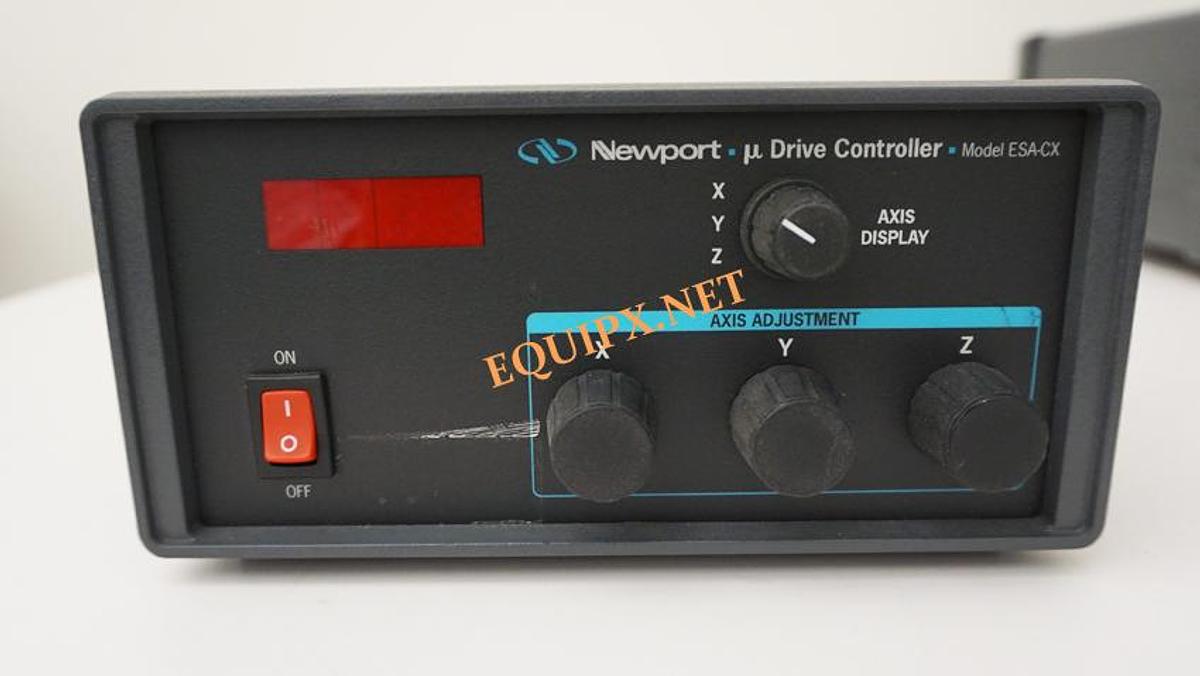 Newport ▪ µ Drive Controller ▪ Model ESA-CX
X
Y
Z
AXIS
DISPLAY
EQUIPX.NET
AXIS ADJUSTMENT
X
Y
Z
ON
I
O
OFF